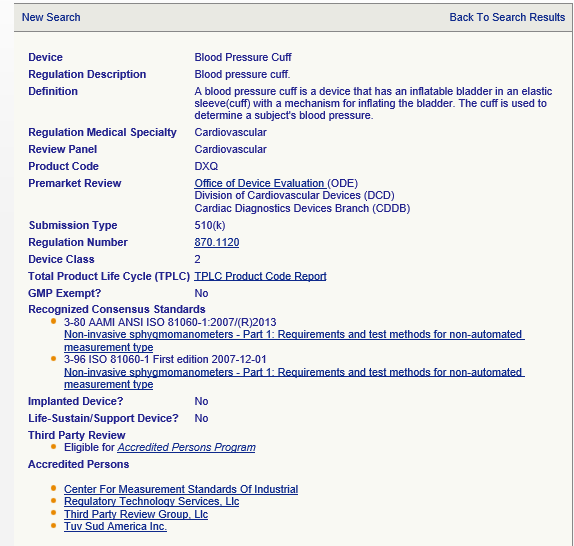 New Search Back To Search Results
Device Blood Pressure Cuff
Regulation Description Blood pressure cuff.
Definition A blood pressure cuff is a device that has an inflatable bladder in an elastic
sleeve(cuff) with a mechanism for inflating the bladder. The cuff is used to
determine a subject's blood pressure.
Regulation Medical Specialty Cardiovascular
Review Panel Cardiovascular
Product Code DXQ
Premarket Review Office of Device Evaluation (ODE)
Division of Cardiovascular Devices (DCD)
Cardiac Diagnostics Devices Branch (CDDB)
Submission Type 510(k)
Regulation Number 870.1120
Device Class 2
Total Product Life Cycle (TPLC) TPLC Product Code Report
GMP Exempt? No
Recognized Consensus Standards
3-80 AAMI ANSI ISO 81060-1:2007/(R)2013
Non-invasive sphygmomanometers - Part 1: Requirements and test methods for non-automated
measurement type
3-96 ISO 81060-1 First edition 2007-12-01
Non-invasive sphygmomanometers - Part 1: Requirements and test methods for non-automated
measurement type
Implanted Device? No
Life-Sustain/Support Device? No
Third Party Review
Eligible for Accredited Persons Program
Accredited Persons
Center For Measurement Standards Of Industrial
Regulatory Technology Services, Llc
Third Party Review Group, Llc
Tuv Sud America Inc.